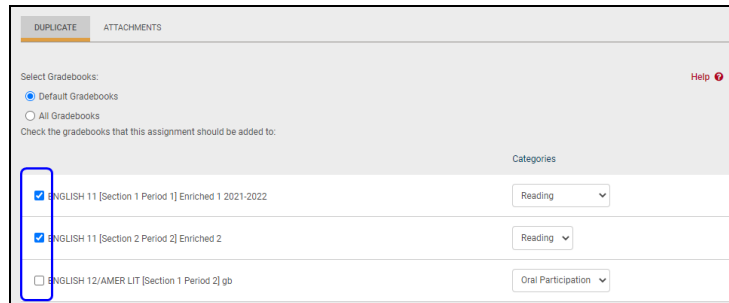 DUPLICATE ATTACHMENTS
Select Gradebooks: Help
Default Gradebooks
All Gradebooks
Check the gradebooks that this assignment should be added to:
Categories
ENGLISH 11 [Section 1 Period 1] Enriched 1 2021-2022 Reading
ENGLISH 11 [Section 2 Period 2] Enriched 2 Reading
ENGLISH 12/AMER LIT [Section 1 Period 2] gb Oral Participation